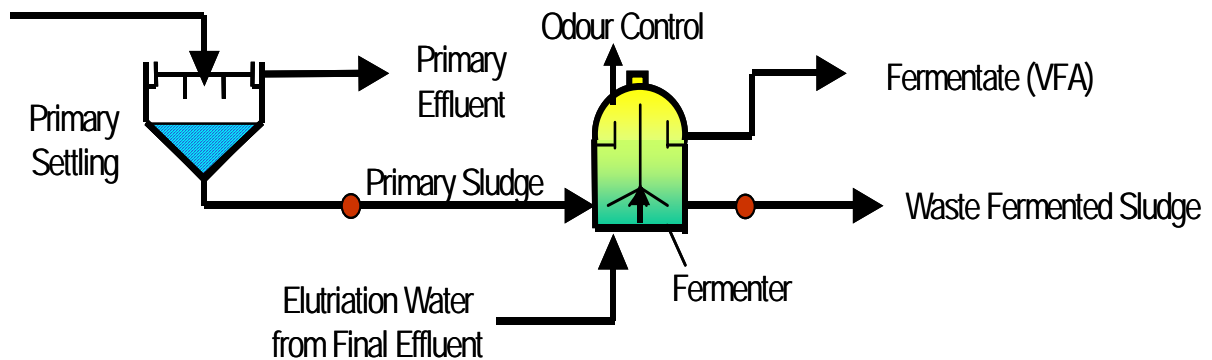 Odour Control
Primary
Effluent
Fermentate (VFA)
Primary
Settling
Primary Sludge
Waste Fermented Sludge
Fermenter
Elutriation Water
from Final Effluent